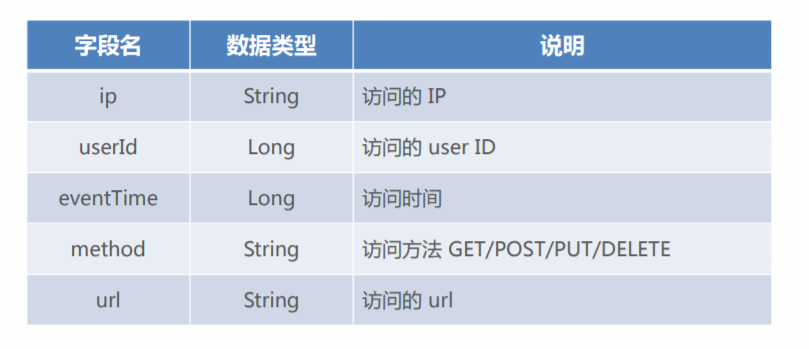 字段名 数据类型 说明
ip String 访问的 IP
userId Long 访问的 user ID
eventTime Long 访问时间
method String 访问方法 GET/POST/PUT/DELETE
url String 访问的 url